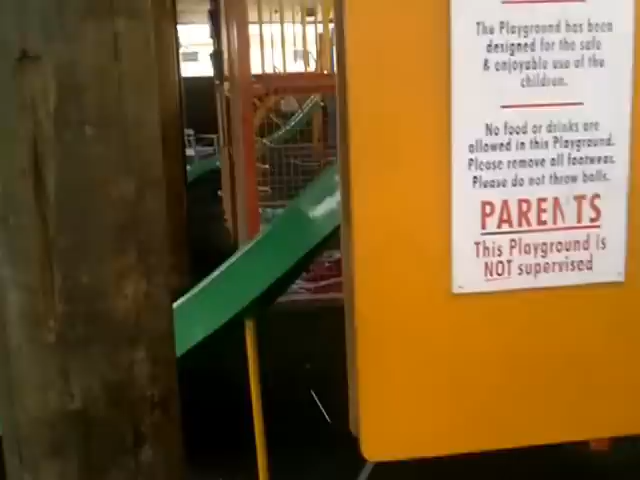 The Playground has been
designed for the safe
& enjoyable use of the
children.
No food or drinks are
allowed in this Playground.
Please remove all footwear.
Please do not throw balls.
PARENTS
This Playground is
NOT supervised